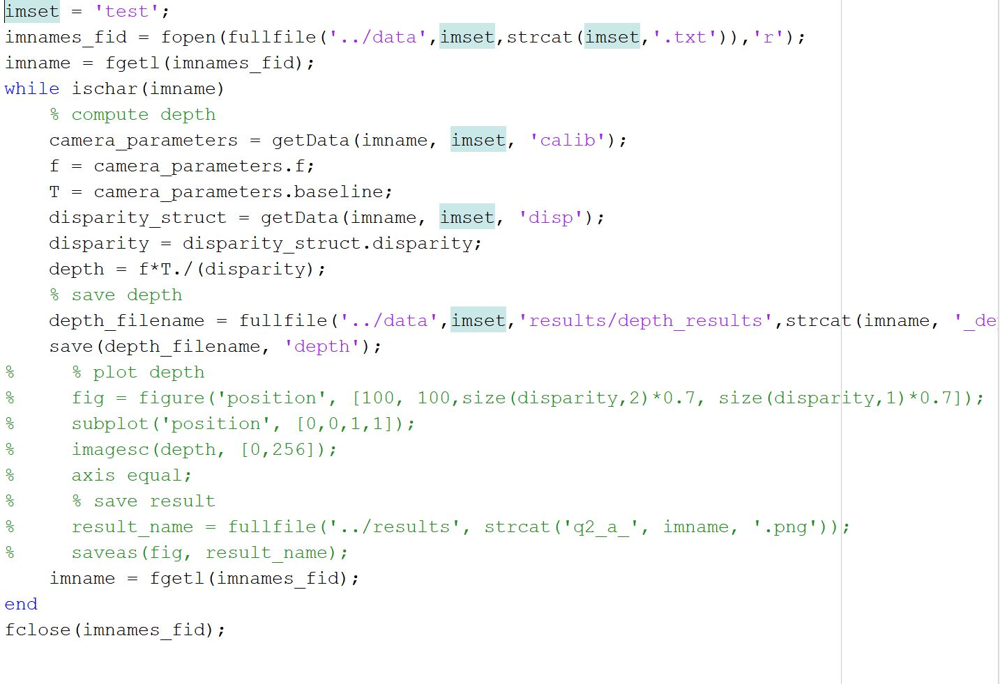 imset = 'test';
imnames_fid = fopen(fullfile('../data',imset,strcat(imset,'.txt')),'r');
imname = fgetl(imnames_fid);
while ischar(imname)
    % compute depth
    camera_parameters = getData(imname, imset, 'calib');
    f = camera_parameters.f;
    T = camera_parameters.baseline;
    disparity_struct = getData(imname, imset, 'disp');
    disparity = disparity_struct.disparity;
    depth = f*T./(disparity);
    % save depth
    depth_filename = fullfile('../data',imset,'results/depth_results',strcat(imname, '_de
    save(depth_filename, 'depth');
%     % plot depth
%     fig = figure('position', [100, 100,size(disparity,2)*0.7, size(disparity,1)*0.7]);
%     subplot('position', [0,0,1,1]);
%     imagesc(depth, [0,256]);
%     axis equal;
%     % save result
%     result_name = fullfile('../results', strcat('q2_a_', imname, '.png'));
%     saveas(fig, result_name);
    imname = fgetl(imnames_fid);
end
fclose(imnames_fid);